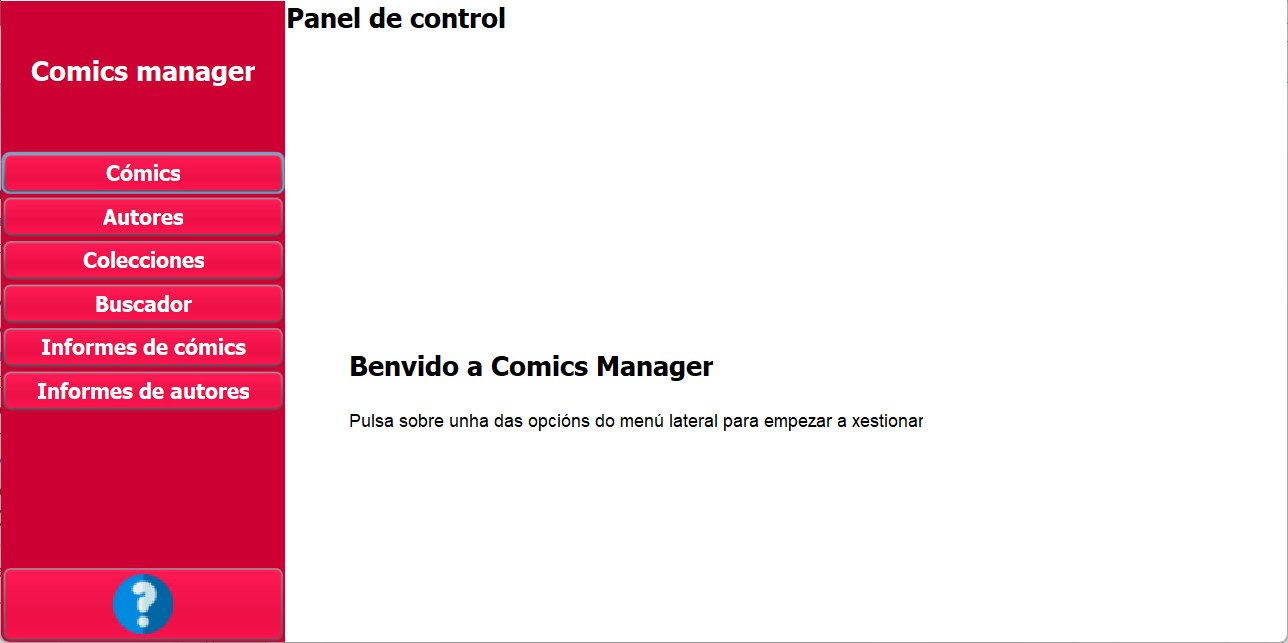 Panel de control
Comics manager
Cómics
Autores
Colecciones
Buscador
Informes de cómics
Informes de autores
Benvido a Comics Manager
Pulsa sobre unha das opcións do menú lateral para empezar a xestionar
?